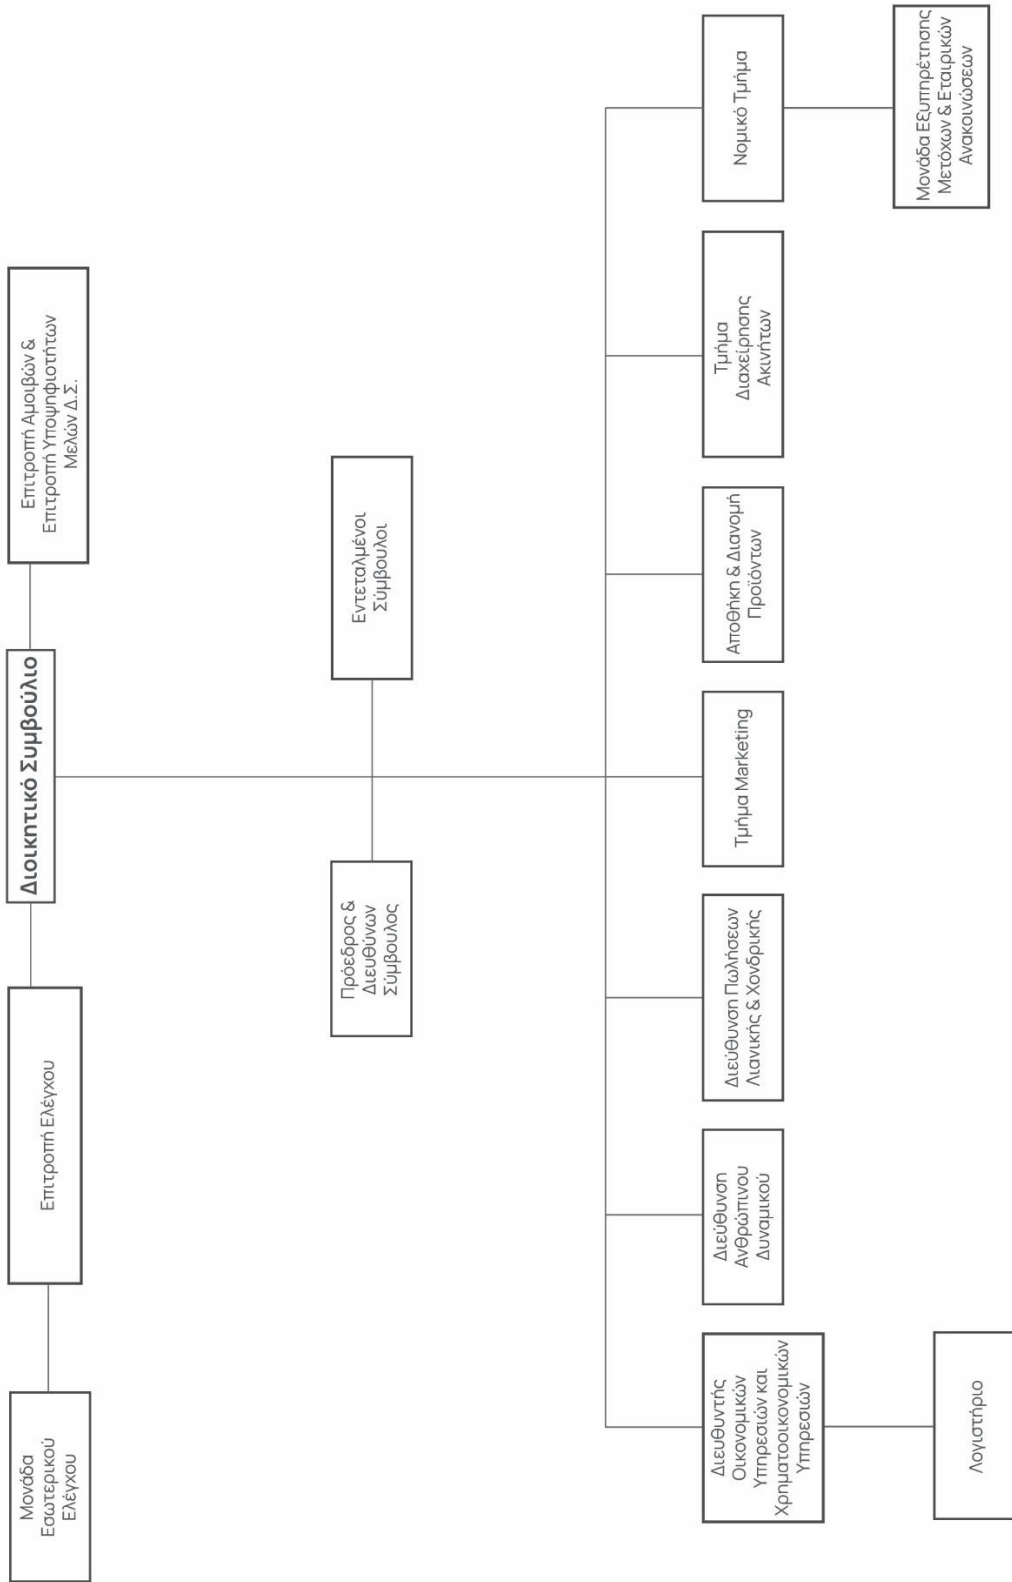 Μονάδα
Εσωτερικού
Ελέγχου
Επιτροπή Ελέγχου
Διοικητικό Συμβούλιο
Επιτροπή Αμοιβών &
Επιτροπή Υποψηφιοτήτων
Μελών Δ.Σ.
Πρόεδρος &
Διευθύνων
Σύμβουλος
Εντεταλμένοι
Σύμβουλοι
Διευθυντής
Οικονομικών
Υπηρεσιών και
Χρηματοοικονομικών
Υπηρεσιών
Διεύθυνση
Ανθρώπινου
Δυναμικού
Διεύθυνση Πωλήσεων
Λιανικής & Χονδρικής
Τμήμα Marketing
Αποθήκη & Διανομή
Προϊόντων
Τμήμα
Διαχείρησης
Ακινήτων
Νομικό Τμήμα
Λογιστήριο
Μονάδα Εξυπηρέτησης
Μετόχων & Εταιρικών
Ανακοινώσεων